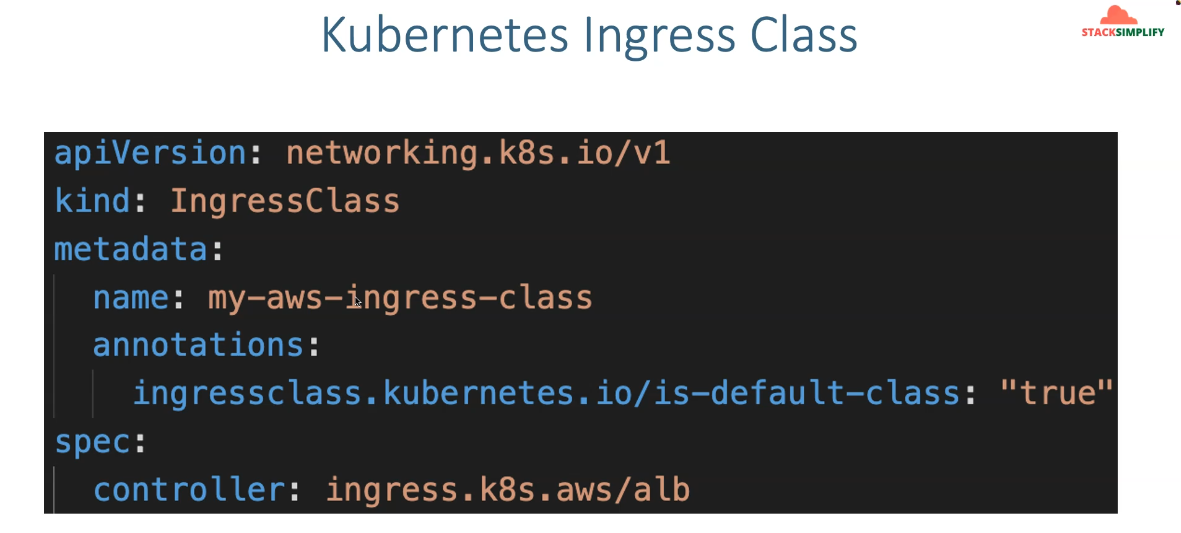 Kubernetes Ingress Class
STACKSIMPLIFY
apiVersion: networking.k8s.io/v1
kind: IngressClass
metadata:
  name: my-aws-ingress-class
  annotations:
    ingressclass.kubernetes.io/is-default-class: "true"
spec:
  controller: ingress.k8s.aws/alb